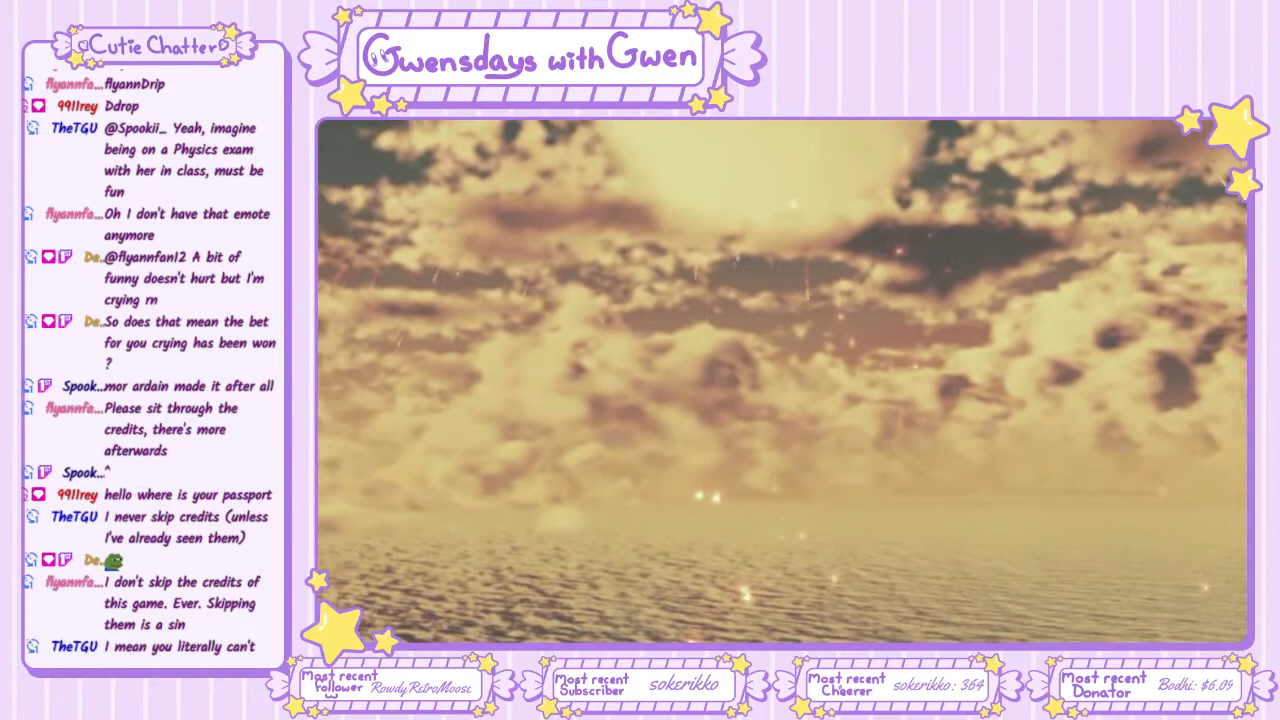 Cutie Chatter
Gwensdays with Gwen
flyannfa... flyannDrip
9911rey Ddrop
TheTGU @Spookii_ Yeah, imagine
being on a Physics exam
with her in class, must be
fun
flyannfa... Oh I don't have that emote
anymore
De... @flyannfan12 A bit of
funny doesn't hurt but I'm
crying rn
De... So does that mean the bet
for you crying has been won
?
Spook... mor ardain made it after all
flyannfa... Please sit through the
credits, there's more
afterwards
Spook... ^
9911rey hello where is your passport
TheTGU I never skip credits (unless
I've already seen them)
De...
flyannfa... I don't skip the credits of
this game. Ever. Skipping
them is a sin
TheTGU I mean you literally can't
Most recent
follower RowdyRetroMoose
Most recent
Subscriber sokerikko
Most recent
Cheerer sokerikko: 364
Most recent
Donator Bodhi: $6.05